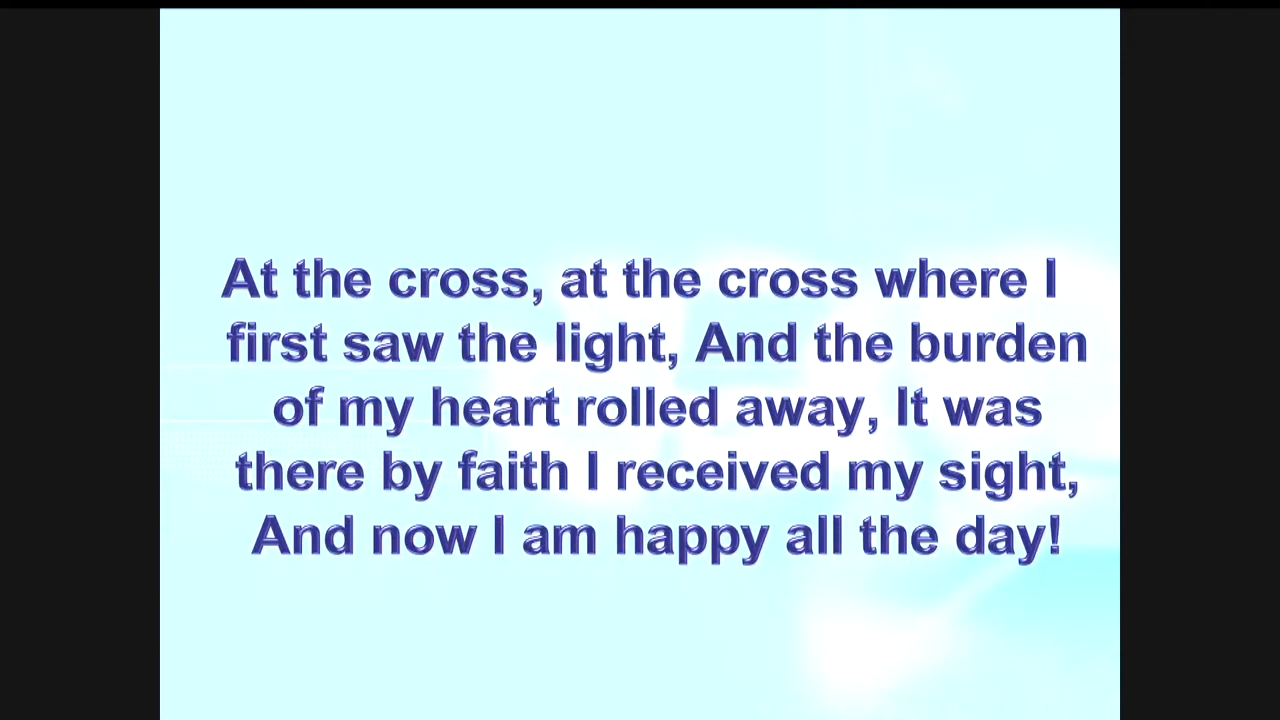 At the cross, at the cross where I
first saw the light, And the burden
of my heart rolled away, It was
there by faith I received my sight,
And now I am happy all the day!